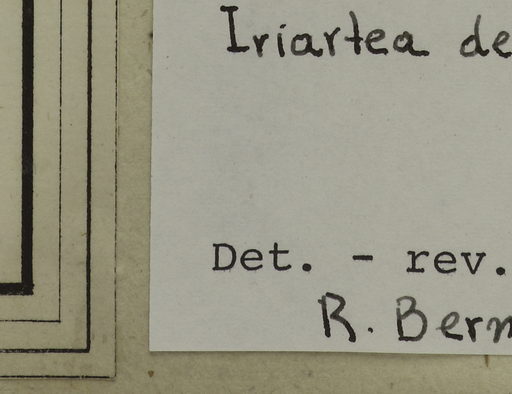 Iriartea de
Det. - rev.
R. Bern